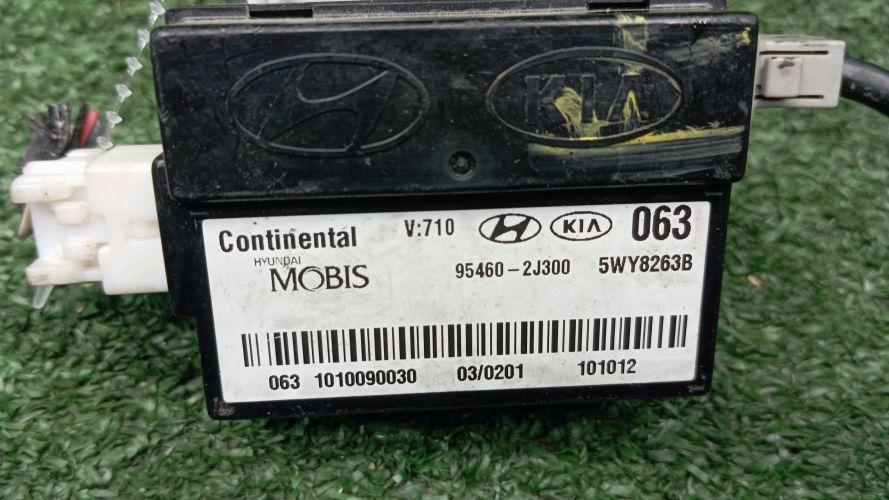 KIA
Continental V:710 KIA 063
HYUNDAI
MOBIS 95460-2J300 5WY8263B
063 1010090030 03/0201 101012